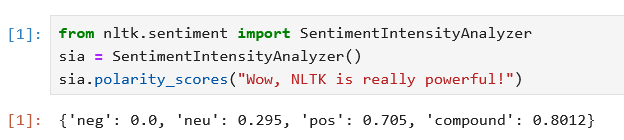 [1]: from nltk.sentiment import SentimentIntensityAnalyzer
sia = SentimentIntensityAnalyzer()
sia.polarity_scores("Wow, NLTK is really powerful!")
[1]: {'neg': 0.0, 'neu': 0.295, 'pos': 0.705, 'compound': 0.8012}